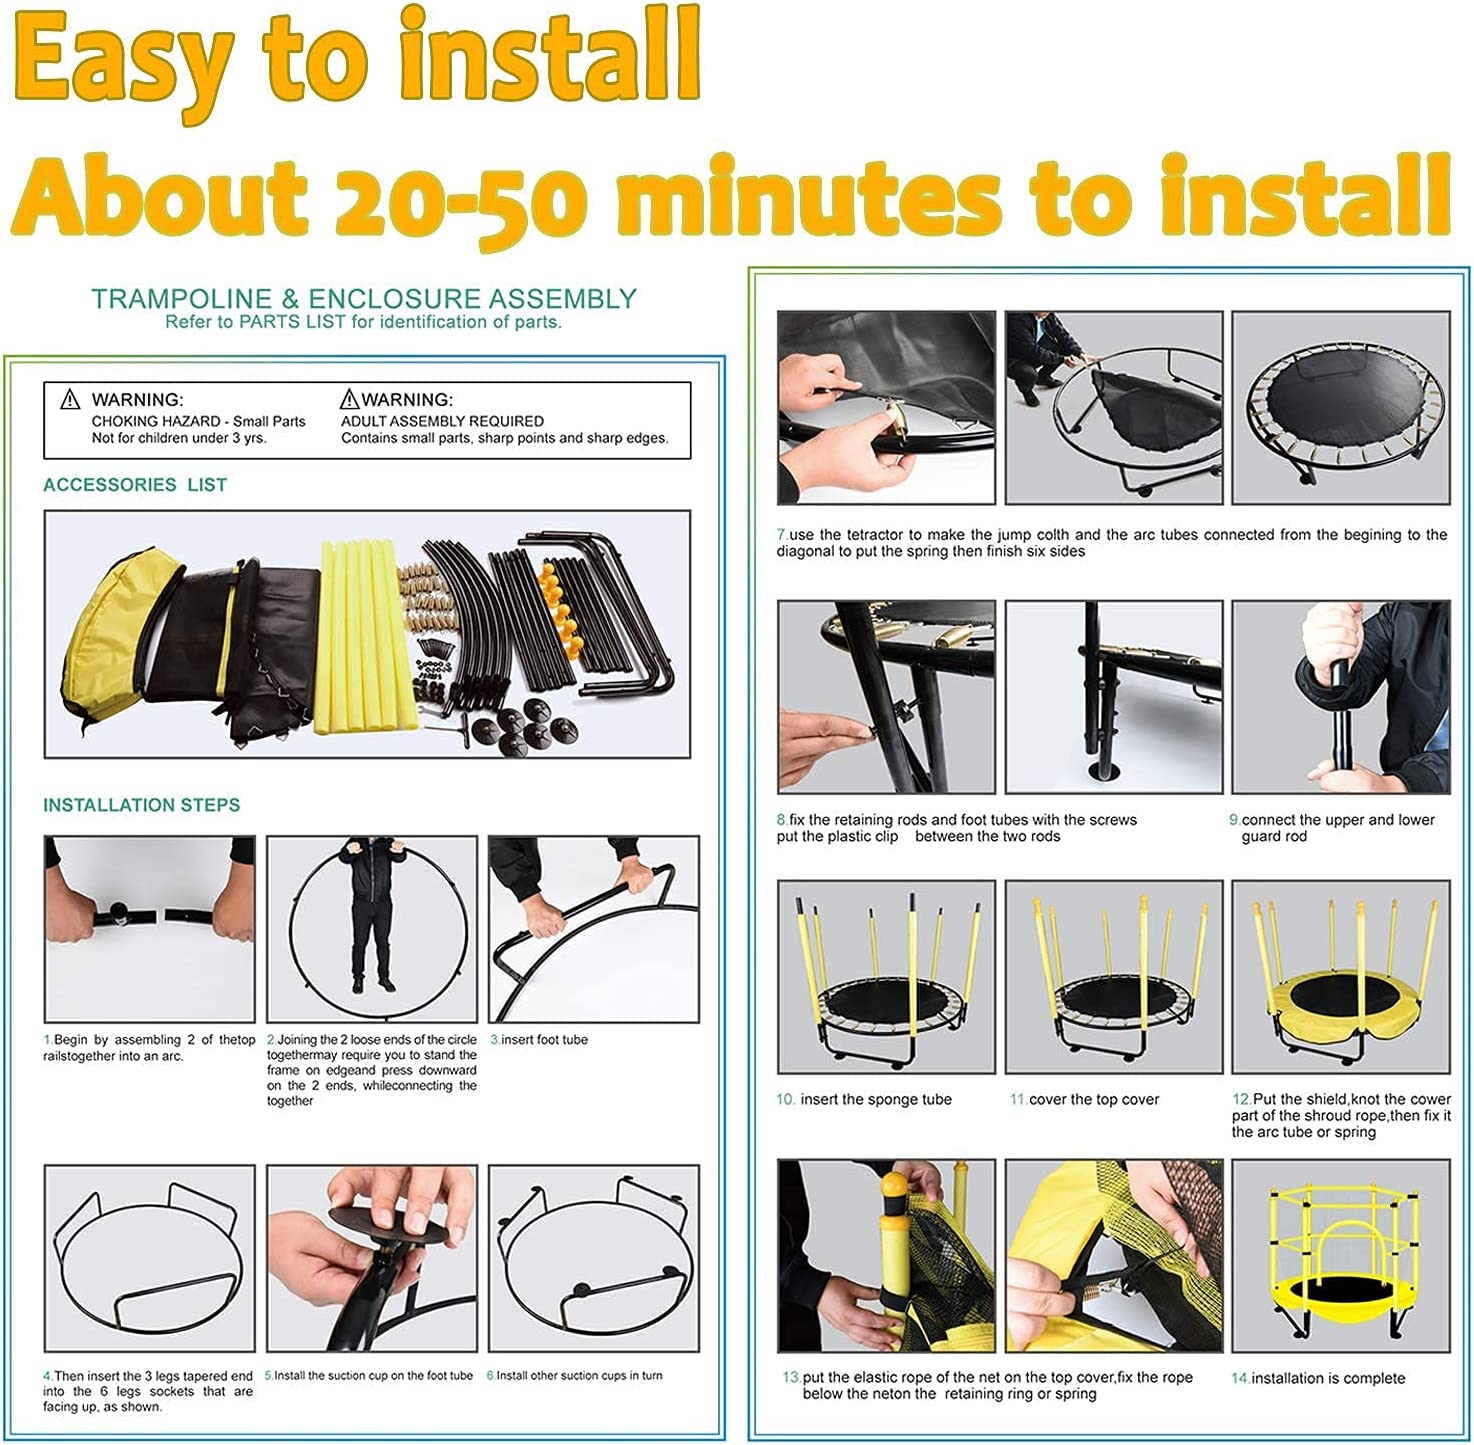 Easy to install
About 20-50 minutes to install
TRAMPOLINE & ENCLOSURE ASSEMBLY
Refer to PARTS LIST for identification of parts.
WARNING:
CHOKING HAZARD - Small Parts
Not for children under 3 yrs.
WARNING:
ADULT ASSEMBLY REQUIRED
Contains small parts, sharp points and sharp edges.
ACCESSORIES LIST
INSTALLATION STEPS
1.Begin by assembling 2 of thetop
railstogether into an arc.
2.Joining the 2 loose ends of the circle
togethermay require you to stand the
frame on edgeand press downward
on the 2 ends, whileconnecting the
together
3.insert foot tube
4.Then insert the 3 legs tapered end
into the 6 legs sockets that are
facing up, as shown.
5.Install the suction cup on the foot tube
6.Install other suction cups in turn
7.use the tetractor to make the jump colth and the arc tubes connected from the begining to the
diagonal to put the spring then finish six sides
8.fix the retaining rods and foot tubes with the screws
put the plastic clip between the two rods
9.connect the upper and lower
guard rod
10. insert the sponge tube
11.cover the top cover
12.Put the shield,knot the cower
part of the shroud rope,then fix it
the arc tube or spring
13.put the elastic rope of the net on the top cover,fix the rope
below the neton the retaining ring or spring
14.installation is complete